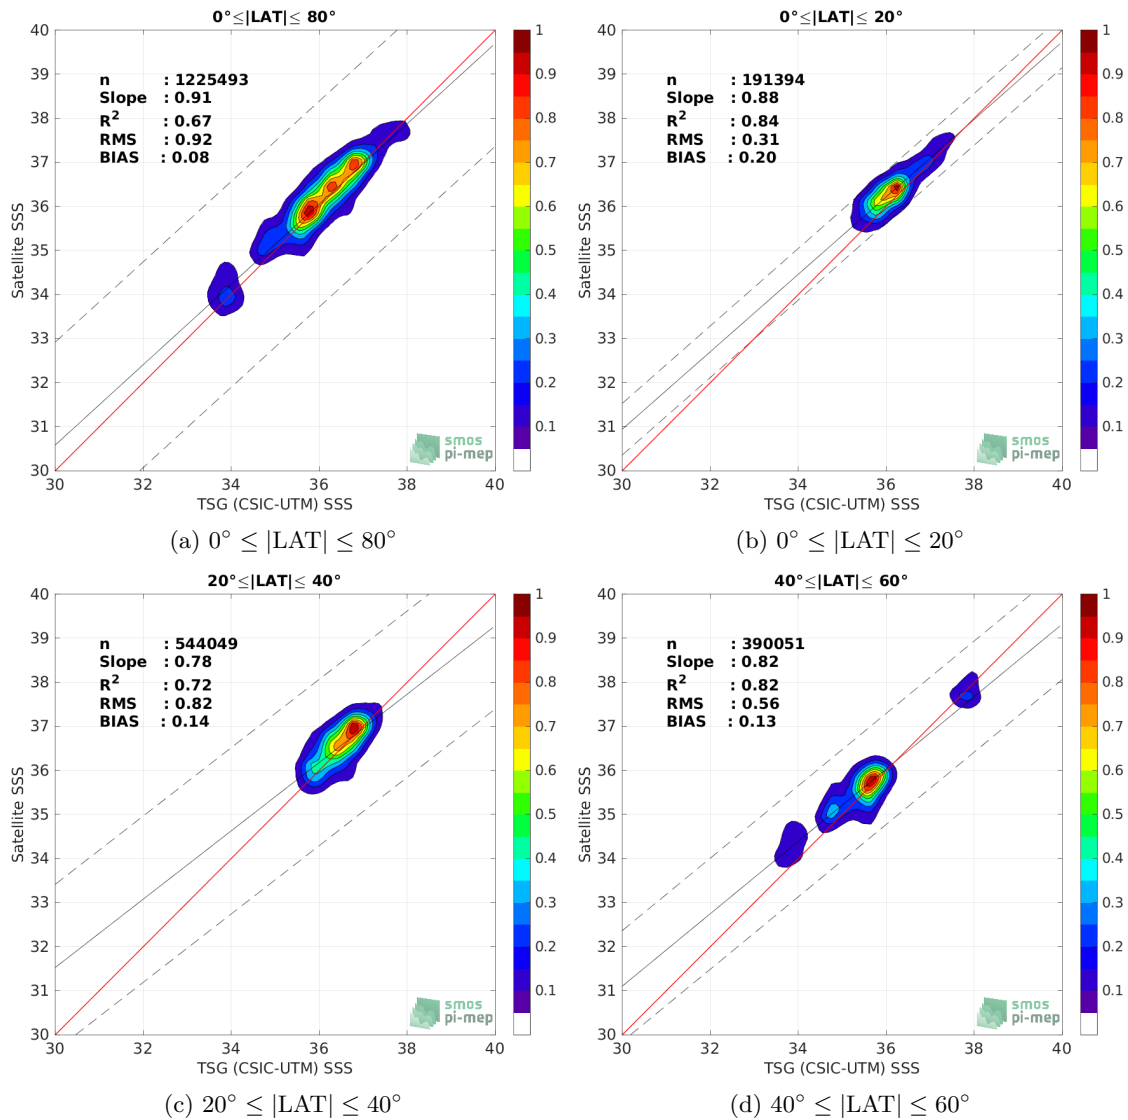 0°≤|LAT|≤ 80°
n : 1225493
Slope : 0.91
R² : 0.67
RMS : 0.92
BIAS : 0.08
40
39
38
37
36
35
34
33
32
31
30
30 32 34 36 38 40
Satellite SSS
TSG (CSIC-UTM) SSS
1
0.9
0.8
0.7
0.6
0.5
0.4
0.3
0.2
0.1
smos
pi-mep
(a) 0° ≤ |LAT| ≤ 80°
0°≤|LAT|≤ 20°
n : 191394
Slope : 0.88
R² : 0.84
RMS : 0.31
BIAS : 0.20
40
39
38
37
36
35
34
33
32
31
30
30 32 34 36 38 40
Satellite SSS
TSG (CSIC-UTM) SSS
1
0.9
0.8
0.7
0.6
0.5
0.4
0.3
0.2
0.1
smos
pi-mep
(b) 0° ≤ |LAT| ≤ 20°
20°≤|LAT|≤ 40°
n : 544049
Slope : 0.78
R² : 0.72
RMS : 0.82
BIAS : 0.14
40
39
38
37
36
35
34
33
32
31
30
30 32 34 36 38 40
Satellite SSS
TSG (CSIC-UTM) SSS
1
0.9
0.8
0.7
0.6
0.5
0.4
0.3
0.2
0.1
smos
pi-mep
(c) 20° ≤ |LAT| ≤ 40°
40°≤|LAT|≤ 60°
n : 390051
Slope : 0.82
R² : 0.82
RMS : 0.56
BIAS : 0.13
40
39
38
37
36
35
34
33
32
31
30
30 32 34 36 38 40
Satellite SSS
TSG (CSIC-UTM) SSS
1
0.9
0.8
0.7
0.6
0.5
0.4
0.3
0.2
0.1
smos
pi-mep
(d) 40° ≤ |LAT| ≤ 60°